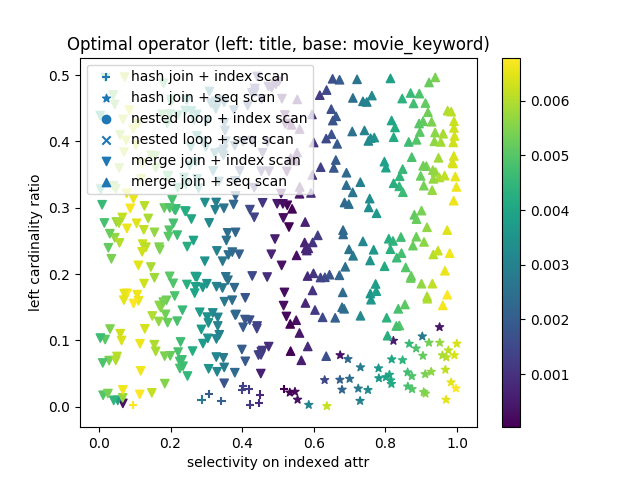 Optimal operator (left: title, base: movie_keyword)
left cardinality ratio
0.5
0.4
0.3
0.2
0.1
0.0
hash join + index scan
hash join + seq scan
nested loop + index scan
nested loop + seq scan
merge join + index scan
merge join + seq scan
0.0 0.2 0.4 0.6 0.8 1.0
selectivity on indexed attr
0.006
0.005
0.004
0.003
0.002
0.001